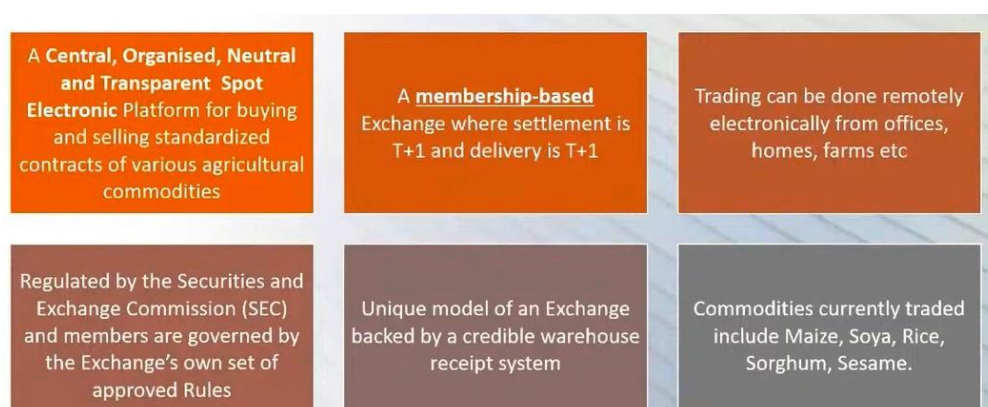 A Central, Organised, Neutral
and Transparent Spot
Electronic Platform for buying
and selling standardized
contracts of various agricultural
commodities
A membership-based
Exchange where settlement is
T+1 and delivery is T+1
Trading can be done remotely
electronically from offices,
homes, farms etc
Regulated by the Securities and
Exchange Commission (SEC)
and members are governed by
the Exchange's own set of
approved Rules
Unique model of an Exchange
backed by a credible warehouse
receipt system
Commodities currently traded
include Maize, Soya, Rice,
Sorghum, Sesame.